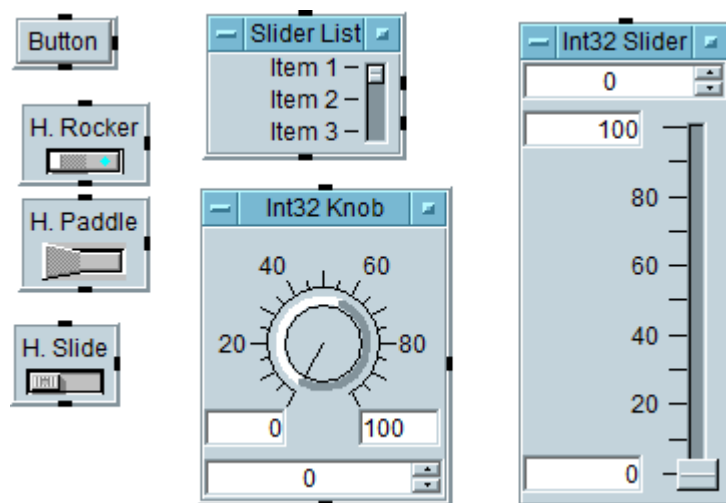 Button
H. Rocker
H. Paddle
H. Slide
Slider List
Item 1
Item 2
Item 3
Int32 Knob
40 60
20 80
0 100
0
Int32 Slider
0
100
80
60
40
20
0